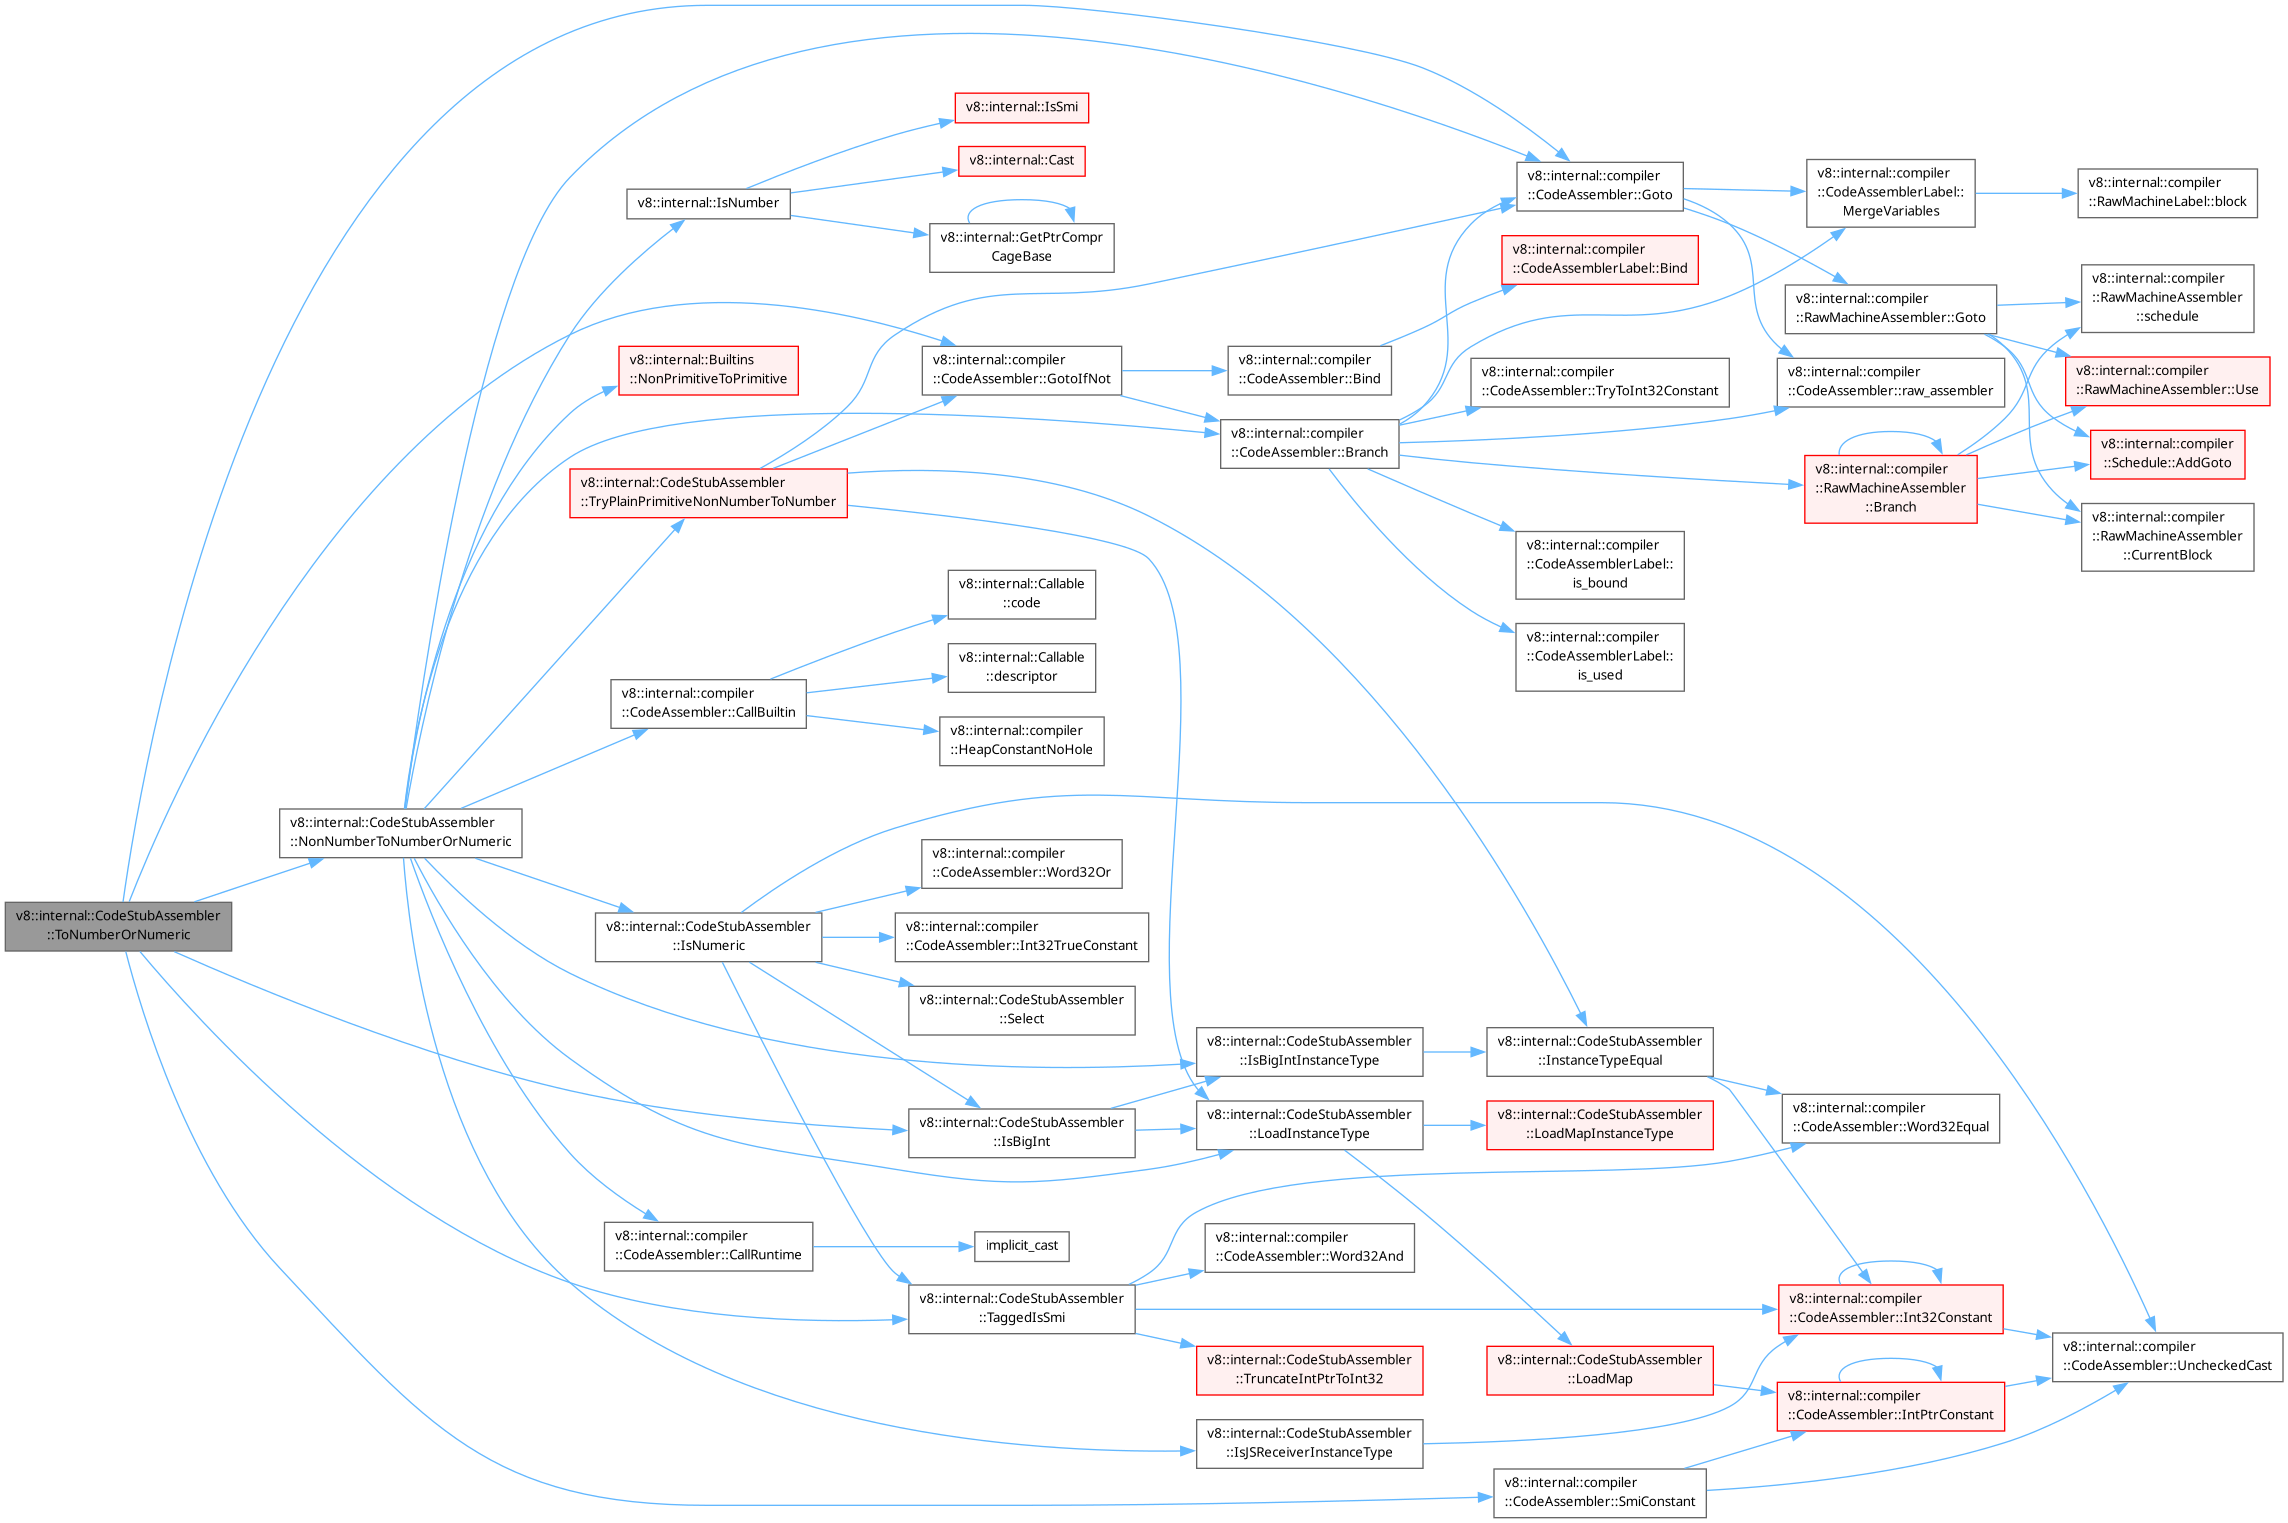 v8::internal::CodeStubAssembler
::ToNumberOrNumeric
v8::internal::CodeStubAssembler
::NonNumberToNumberOrNumeric
v8::internal::IsNumber
v8::internal::Builtins
::NonPrimitiveToPrimitive
v8::internal::CodeStubAssembler
::TryPlainPrimitiveNonNumberToNumber
v8::internal::compiler
::CodeAssembler::CallBuiltin
v8::internal::CodeStubAssembler
::IsNumeric
v8::internal::compiler
::CodeAssembler::CallRuntime
v8::internal::IsSmi
v8::internal::Cast
v8::internal::GetPtrCompr
CageBase
v8::internal::compiler
::CodeAssembler::GotoIfNot
v8::internal::Callable
::code
v8::internal::Callable
::descriptor
v8::internal::compiler
::HeapConstantNoHole
v8::internal::compiler
::CodeAssembler::Word32Or
v8::internal::compiler
::CodeAssembler::Int32TrueConstant
v8::internal::CodeStubAssembler
::Select
v8::internal::CodeStubAssembler
::IsBigInt
implicit_cast
v8::internal::CodeStubAssembler
::TaggedIsSmi
v8::internal::compiler
::CodeAssembler::Bind
v8::internal::compiler
::CodeAssembler::Branch
v8::internal::CodeStubAssembler
::IsBigIntInstanceType
v8::internal::CodeStubAssembler
::LoadInstanceType
v8::internal::compiler
::CodeAssembler::Word32And
v8::internal::CodeStubAssembler
::TruncateIntPtrToInt32
v8::internal::CodeStubAssembler
::IsJSReceiverInstanceType
v8::internal::compiler
::CodeAssembler::Goto
v8::internal::compiler
::CodeAssemblerLabel::Bind
v8::internal::compiler
::CodeAssembler::TryToInt32Constant
v8::internal::compiler
::CodeAssemblerLabel::
is_bound
v8::internal::compiler
::CodeAssemblerLabel::
is_used
v8::internal::CodeStubAssembler
::InstanceTypeEqual
v8::internal::CodeStubAssembler
::LoadMapInstanceType
v8::internal::CodeStubAssembler
::LoadMap
v8::internal::compiler
::CodeAssembler::SmiConstant
v8::internal::compiler
::CodeAssemblerLabel::
MergeVariables
v8::internal::compiler
::RawMachineAssembler::Goto
v8::internal::compiler
::CodeAssembler::raw_assembler
v8::internal::compiler
::RawMachineAssembler
::Branch
v8::internal::compiler
::CodeAssembler::Word32Equal
v8::internal::compiler
::CodeAssembler::Int32Constant
v8::internal::compiler
::CodeAssembler::IntPtrConstant
v8::internal::compiler
::RawMachineLabel::block
v8::internal::compiler
::RawMachineAssembler
::schedule
v8::internal::compiler
::RawMachineAssembler::Use
v8::internal::compiler
::Schedule::AddGoto
v8::internal::compiler
::RawMachineAssembler
::CurrentBlock
v8::internal::compiler
::CodeAssembler::UncheckedCast